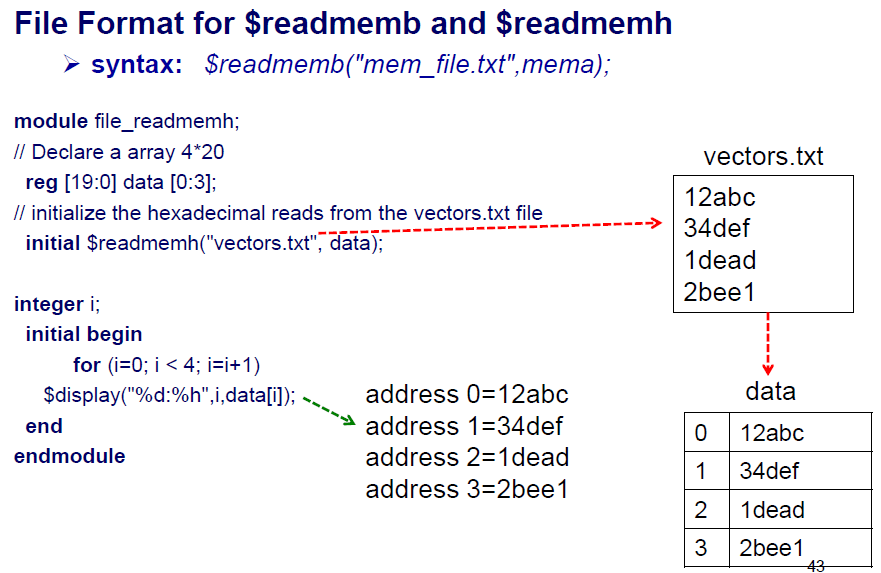 File Format for $readmemb and $readmemh
➢ syntax: $readmemb("mem_file.txt",mema);
module file_readmemh;
// Declare a array 4*20
reg [19:0] data [0:3];
// initialize the hexadecimal reads from the vectors.txt file
initial $readmemh("vectors.txt", data);
integer i;
initial begin
for (i=0; i < 4; i=i+1)
$display("%d:%h",i,data[i]);
end
endmodule
address 0=12abc
address 1=34def
address 2=1dead
address 3=2bee1
vectors.txt
12abc
34def
1dead
2bee1
data
0 12abc
1 34def
2 1dead
3 2bee1
43